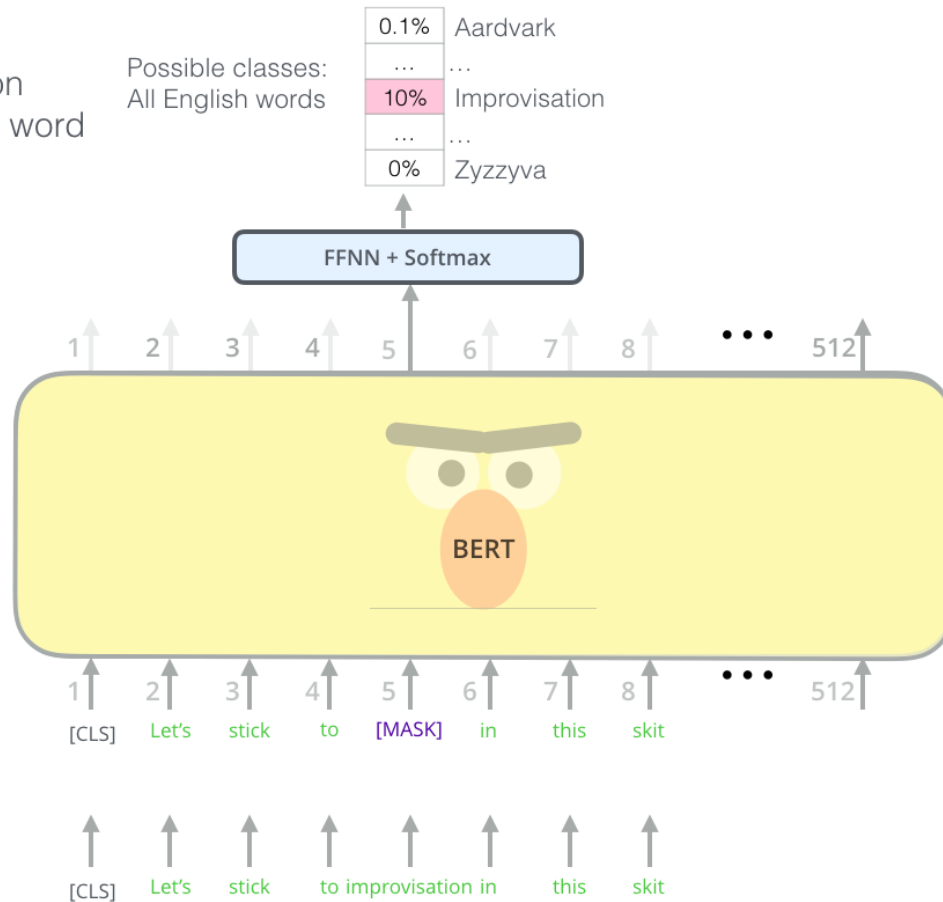 0.1% Aardvark
... ...
Possible classes:
All English words
10% Improvisation
... ...
0% Zyzzyva
on
word
FFNN + Softmax
1 2 3 4 5 6 7 8 ••• 512
BERT
1 2 3 4 5 6 7 8 ••• 512
[CLS] Let's stick to [MASK] in this skit
[CLS] Let's stick to improvisation in this skit